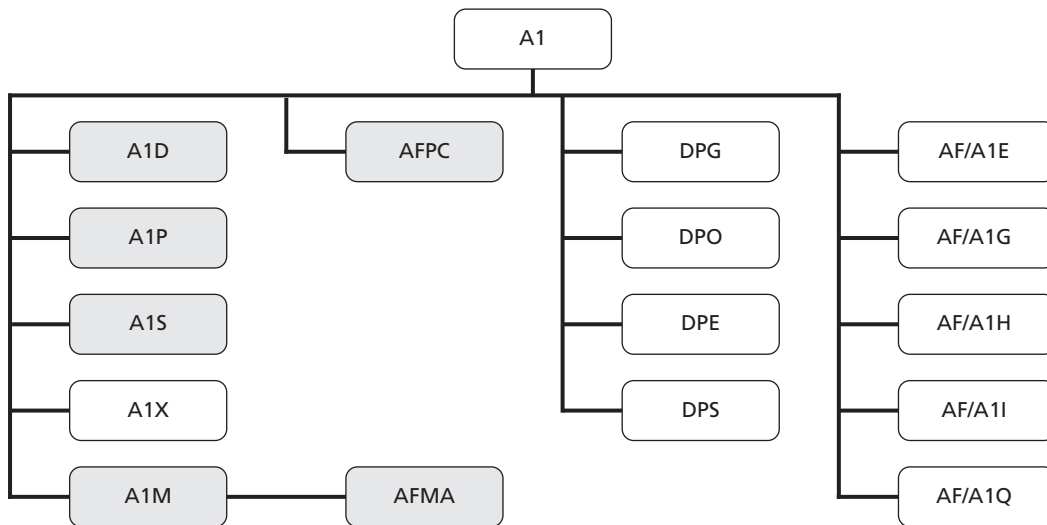 A1
A1D
AFPC
DPG
AF/A1E
A1P
DPO
AF/A1G
A1S
DPE
AF/A1H
A1X
DPS
AF/A1I
A1M
AFMA
AF/A1Q